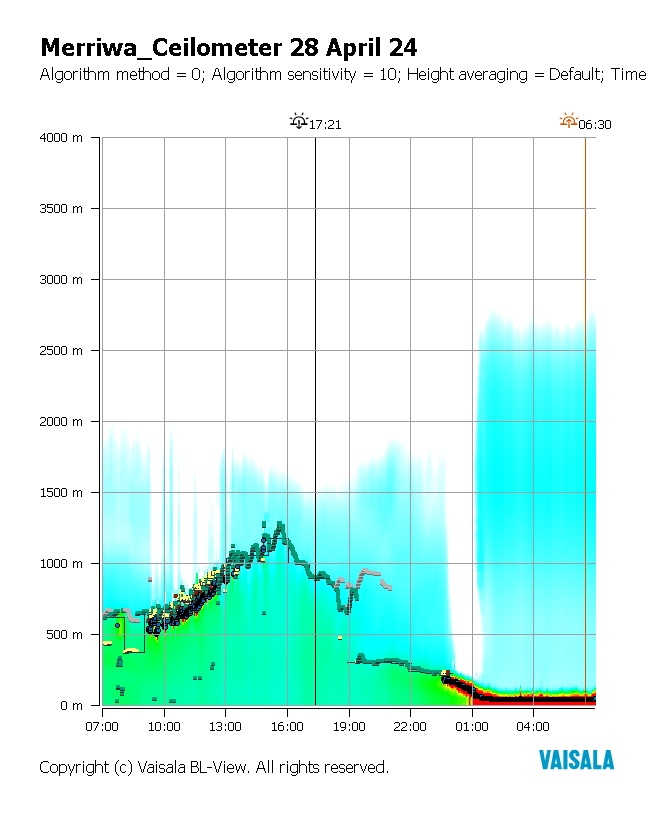 Merriwa_Ceilometer 28 April 24
Algorithm method = 0; Algorithm sensitivity = 10; Height averaging = Default; Time
17:21
06:30
4000 m
3500 m
3000 m
2500 m
2000 m
1500 m
1000 m
500 m
0 m
07:00 10:00 13:00 16:00 19:00 22:00 01:00 04:00
Copyright (c) Vaisala BL-View. All rights reserved.
VAISALA